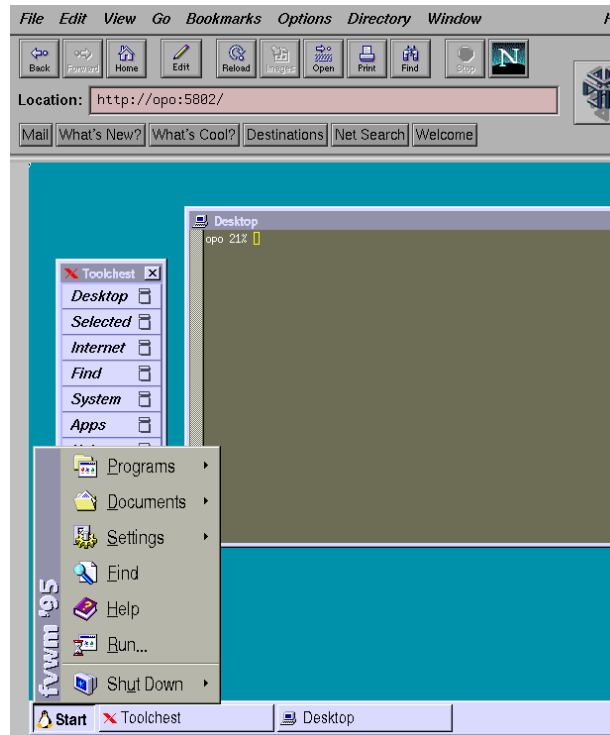 File Edit View Go Bookmarks Options Directory Window
Back Forward Home Edit Reload Images Open Print Find Stop N
Location: http://opo:5802/
Mail What's New? What's Cool? Destinations Net Search Welcome
Desktop
opo 21%
Toolchest
Desktop
Selected
Internet
Find
System
Apps
Programs
Documents
Settings
Find
Help
Run...
Shut Down
fvwm '95
Start Toolchest Desktop